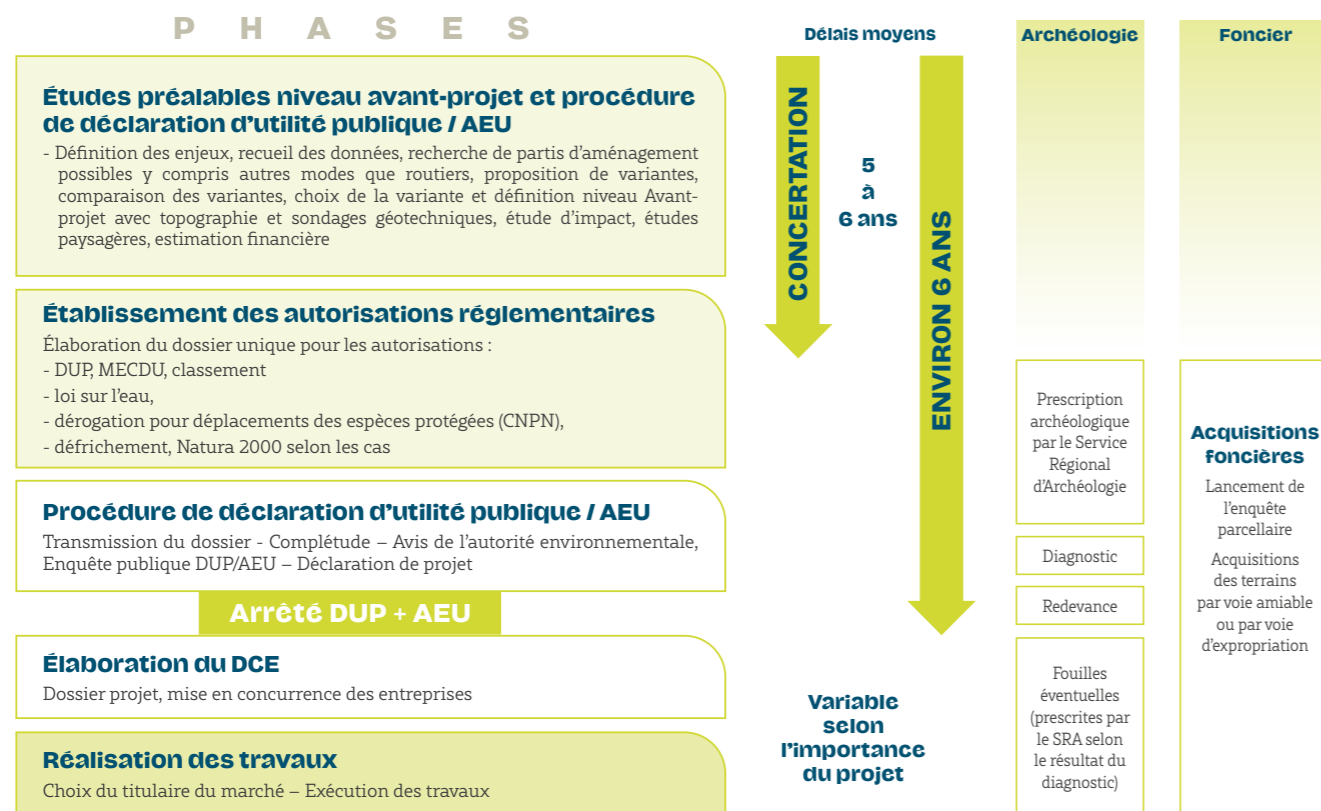 PHASES
Études préalables niveau avant-projet et procédure
de déclaration d’utilité publique / AEU
- Définition des enjeux, recueil des données, recherche de partis d’aménagement
possibles y compris autres modes que routiers, proposition de variantes,
comparaison des variantes, choix de la variante et définition niveau Avant-
projet avec topographie et sondages géotechniques, étude d’impact, études
paysagères, estimation financière
Établissement des autorisations réglementaires
Élaboration du dossier unique pour les autorisations :
- DUP, MECDU, classement
- loi sur l’eau,
- dérogation pour déplacements des espèces protégées (CNPN),
- défrichement, Natura 2000 selon les cas
Procédure de déclaration d’utilité publique / AEU
Transmission du dossier - Complétude – Avis de l’autorité environnementale,
Enquête publique DUP/AEU – Déclaration de projet
Arrêté DUP + AEU
Élaboration du DCE
Dossier projet, mise en concurrence des entreprises
Réalisation des travaux
Choix du titulaire du marché – Exécution des travaux
Délais moyens
CONCERTATION
5
à
6 ans
ENVIRON 6 ANS
Variable
selon
l’importance
du projet
Archéologie
Prescription
archéologique
par le Service
Régional
d’Archéologie
Diagnostic
Redevance
Fouilles
éventuelles
(prescrites par
le SRA selon
le résultat du
diagnostic)
Foncier
Acquisitions
foncières
Lancement de
l’enquête
parcellaire
Acquisitions
des terrains
par voie amiable
ou par voie
d’expropriation